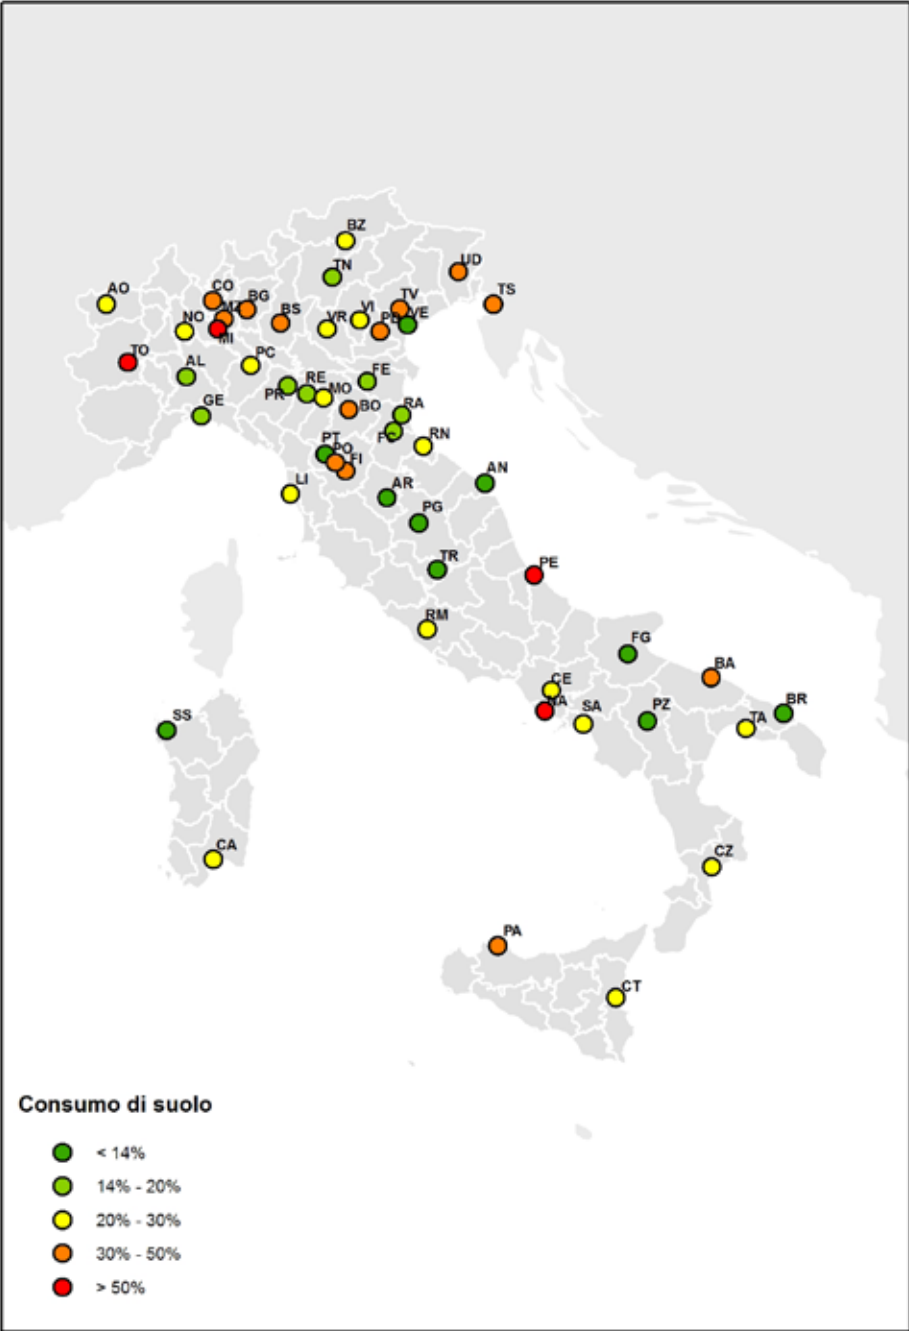 BZ
TN
UD
AO
CO
MZ
BG
BS
TV
TS
NO
MI
VR
VI
PD
VE
TO
AL
PC
GE
PR
RE
MO
FE
BO
RA
FC
RN
PT
PO
FI
LI
AR
AN
PG
TR
PE
RM
FG
BA
CE
NA
SA
PZ
TA
BR
SS
CA
CZ
PA
CT
Consumo di suolo
< 14%
14% - 20%
20% - 30%
30% - 50%
> 50%